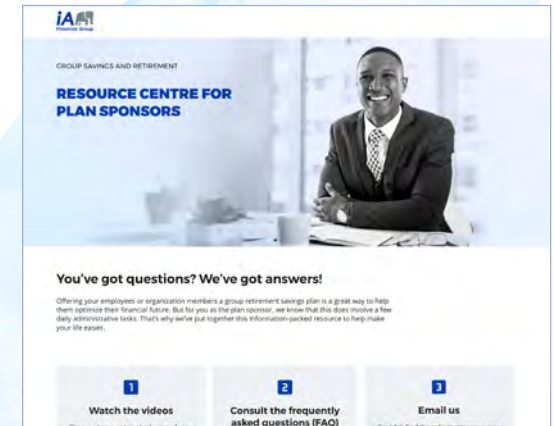 iA
Financial Group
GROUP SAVINGS AND RETIREMENT
RESOURCE CENTRE FOR
PLAN SPONSORS
You've got questions? We've got answers!
Offering your employees or organization members a group retirement savings plan is a great way to help
them optimize their financial future. But for you as the plan sponsor, we know that this does involve a few
daily administrative tasks. That's why we've put together this information-packed resource to help make
your life easier.
1
Watch the videos
2
Consult the frequently
asked questions (FAQ)
3
Email us